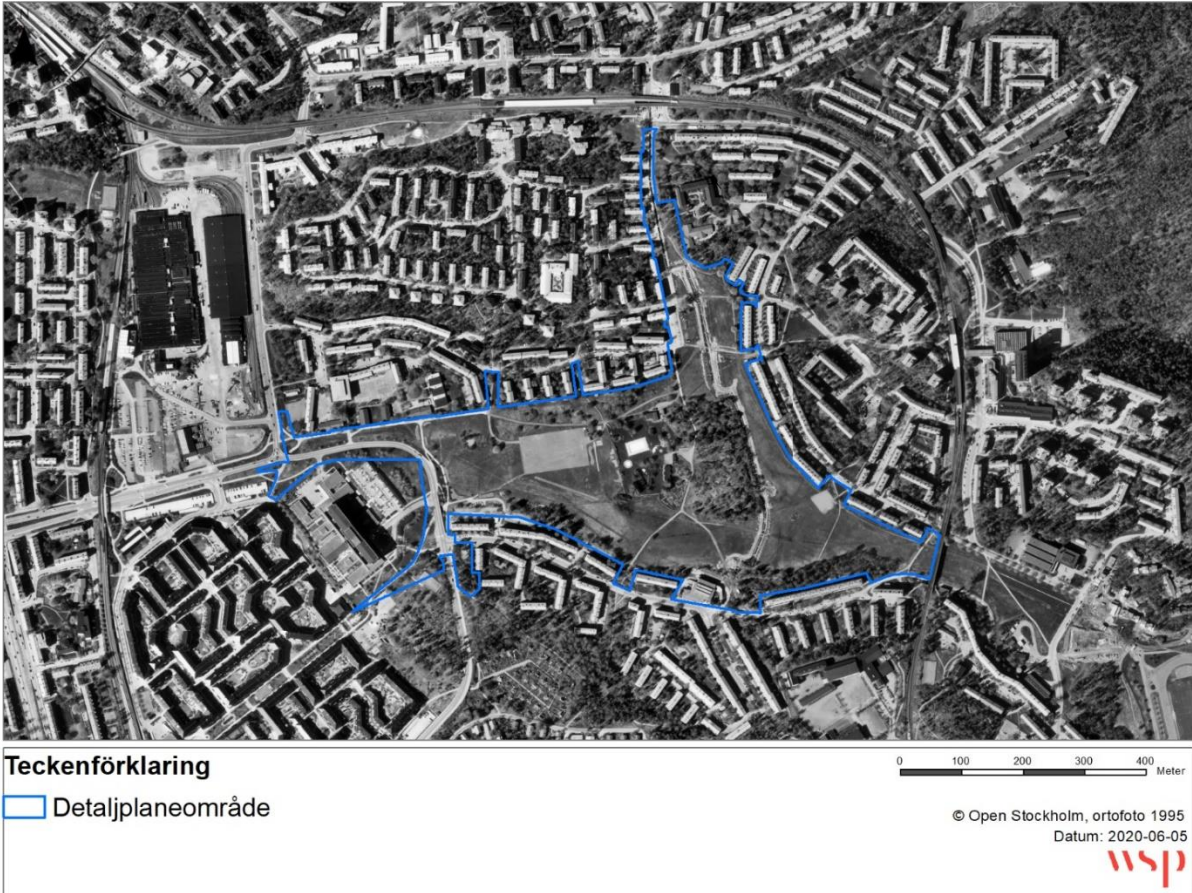 Teckenförklaring
Detaljplaneområde
0 100 200 300 400 Meter
© Open Stockholm, ortofoto 1995
Datum: 2020-06-05
wsp